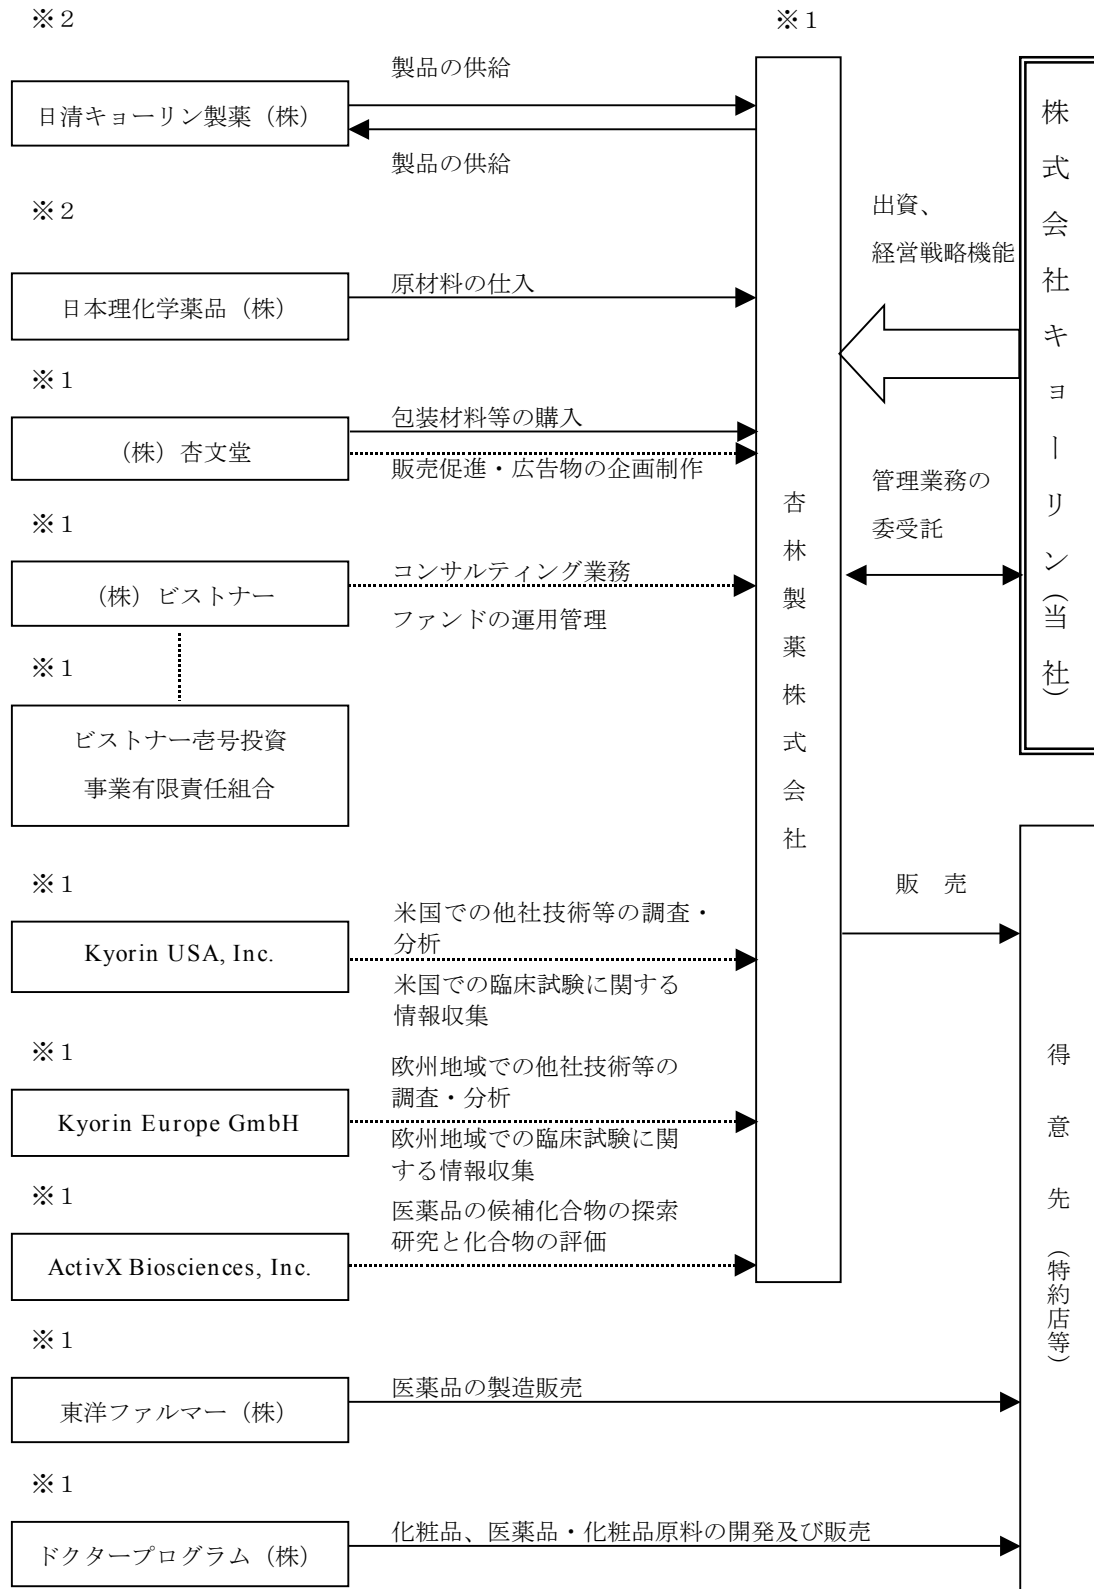 ※２
※１
製品の供給
日清キョーリン製薬（株）
製品の供給
※２
日本理化学薬品（株）
原材料の仕入
※１
（株）杏文堂
包装材料等の購入
販売促進・広告物の企画制作
※１
（株）ビストナー
コンサルティング業務
ファンドの運用管理
※１
ビストナー壱号投資
事業有限責任組合
※１
Kyorin USA, Inc.
米国での他社技術等の調査・
分析
米国での臨床試験に関する
情報収集
※１
Kyorin Europe GmbH
欧州地域での他社技術等の
調査・分析
欧州地域での臨床試験に関
する情報収集
※１
ActivX Biosciences, Inc.
医薬品の候補化合物の探索
研究と化合物の評価
※１
東洋ファルマー（株）
医薬品の製造販売
※１
ドクタープログラム（株）
化粧品、医薬品・化粧品原料の開発及び販売
杏林製薬株式会社
出資、
経営戦略機能
管理業務の
委受託
株式会社キョーリン（当社）
販　売
得意先（特約店等）